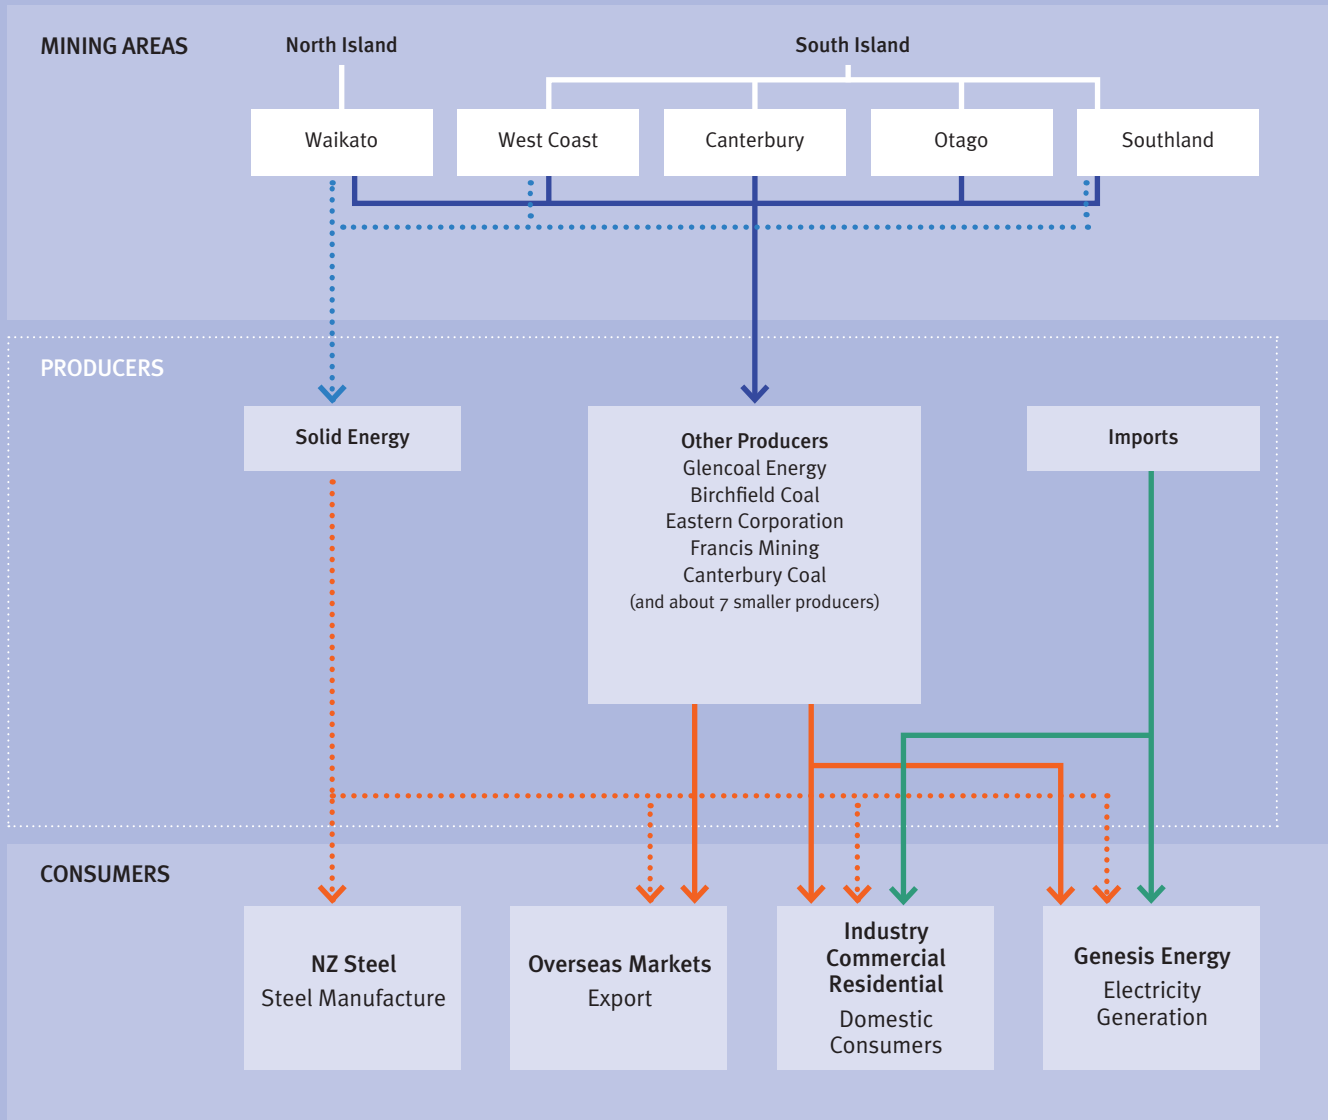 MINING AREAS
North Island
South Island
Waikato
West Coast
Canterbury
Otago
Southland
PRODUCERS
Solid Energy
Other Producers
Glencoal Energy
Birchfield Coal
Eastern Corporation
Francis Mining
Canterbury Coal
(and about 7 smaller producers)
Imports
CONSUMERS
NZ Steel
Steel Manufacture
Overseas Markets
Export
Industry
Commercial
Residential
Domestic
Consumers
Genesis Energy
Electricity
Generation